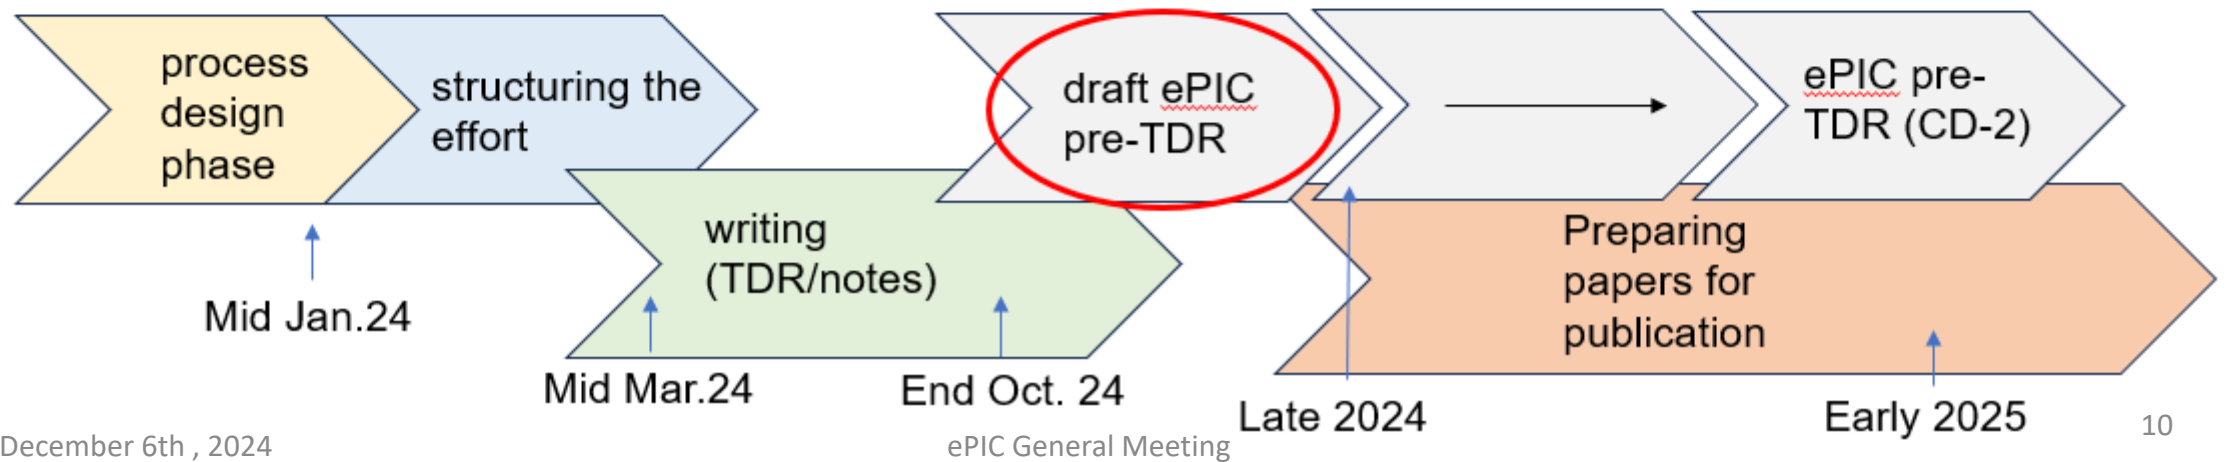 process
design
phase
structuring the
effort
draft ePIC
pre-TDR
ePIC pre-
TDR (CD-2)
writing
(TDR/notes)
Preparing
papers for
publication
Mid Jan.24
Mid Mar.24
End Oct. 24
Late 2024
Early 2025
December 6th , 2024
ePIC General Meeting
10